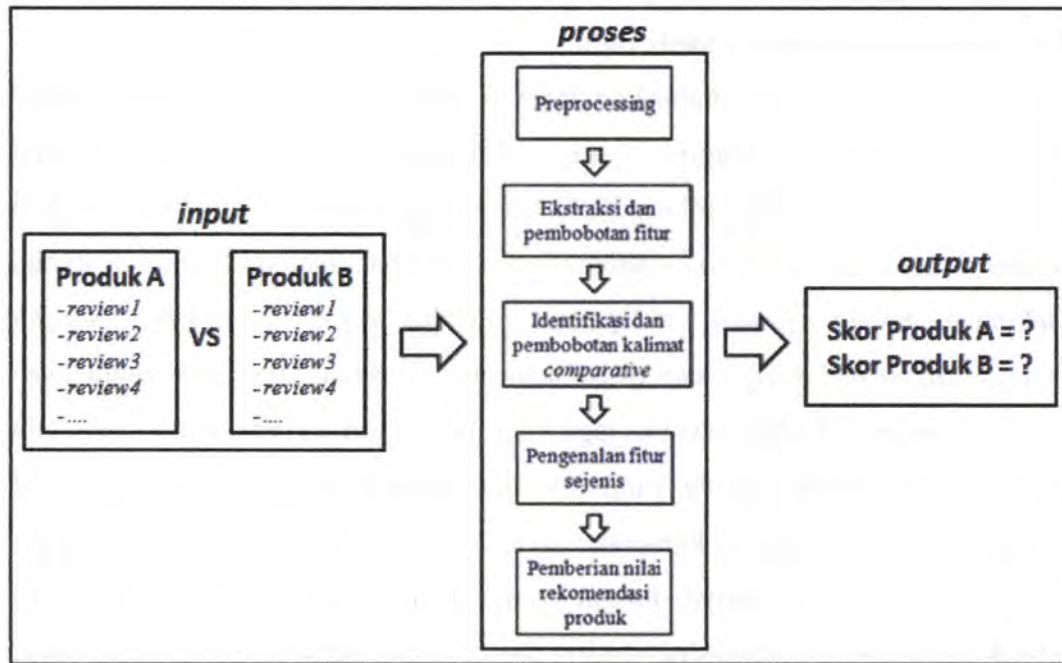 input
Produk A
-review1
-review2
-review3
-review4
-....
VS
Produk B
-review1
-review2
-review3
-review4
-....
proses
Preprocessing
Ekstraksi dan
pembobotan fitur
Identifikasi dan
pembobotan kalimat
comparative
Pengenalan fitur
sejenis
Pemberian nilai
rekomendasi
produk
output
Skor Produk A = ?
Skor Produk B = ?